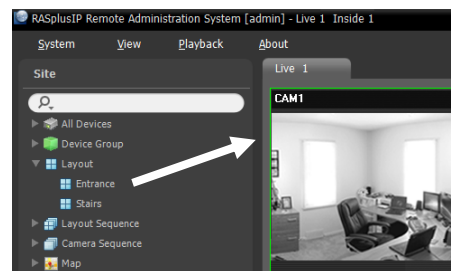 RASplusIP Remote Administration System [admin] - Live 1 Inside 1
System View Playback About
Site
Live 1
CAM1
All Devices
Device Group
Layout
Entrance
Stairs
Layout Sequence
Camera Sequence
Map